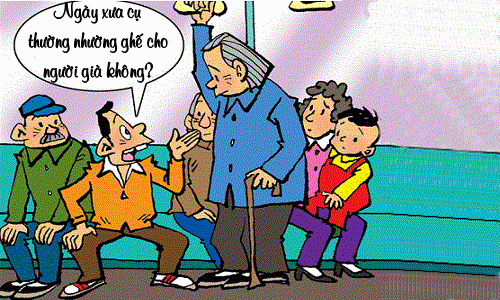 Ngày xưa cụ
thường nhường ghế cho
người già không?